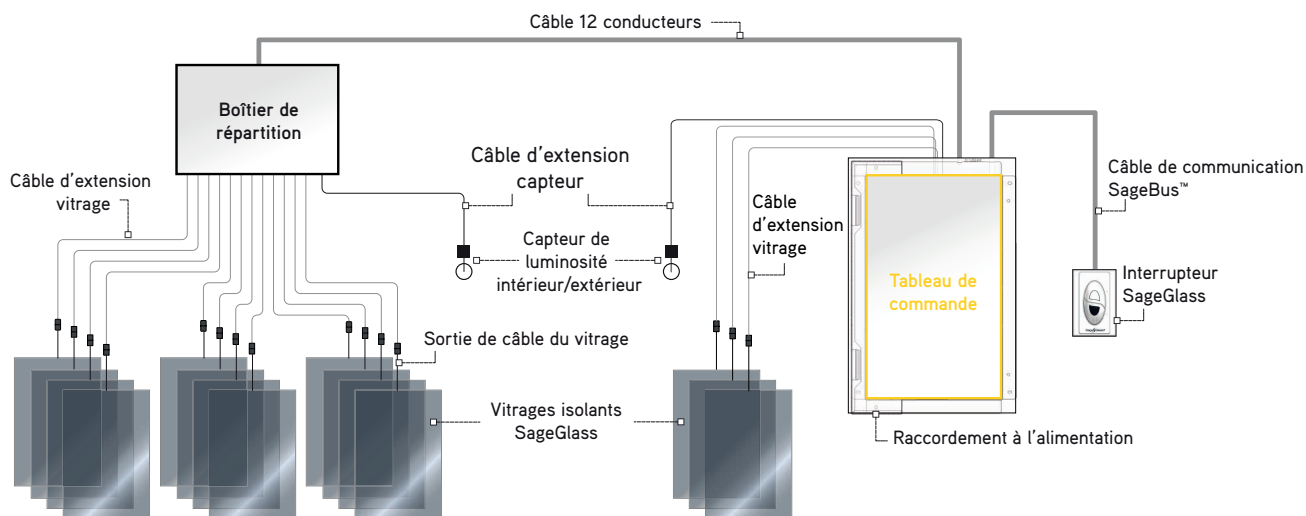 Câble 12 conducteurs
Boîtier de
répartition
Câble d'extension
vitrage
Câble d'extension
capteur
Capteur de
luminosité
intérieur/extérieur
Câble
d'extension
vitrage
Câble de communication
SageBus™
Tableau de
commande
Interrupteur
SageGlass
Sortie de câble du vitrage
Vitrages isolants
SageGlass
Raccordement à l'alimentation